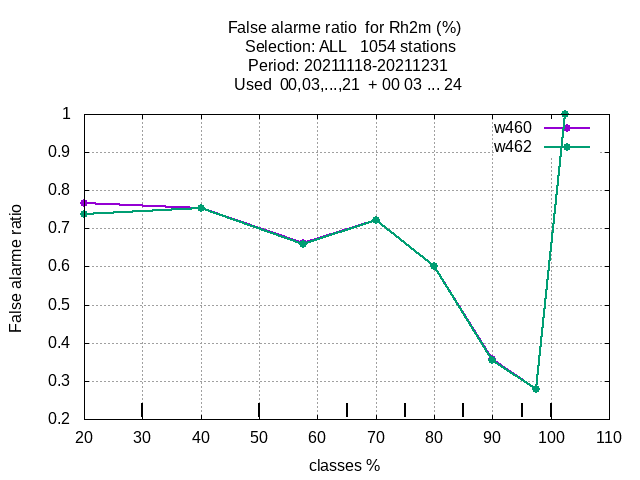 False alarme ratio  for Rh2m (%)
Selection: ALL   1054 stations
Period: 20211118-20211231
Used  00,03,...,21  + 00 03 ... 24
w460
w462
False alarme ratio
1
0.9
0.8
0.7
0.6
0.5
0.4
0.3
0.2
20 30 40 50 60 70 80 90 100 110
classes %